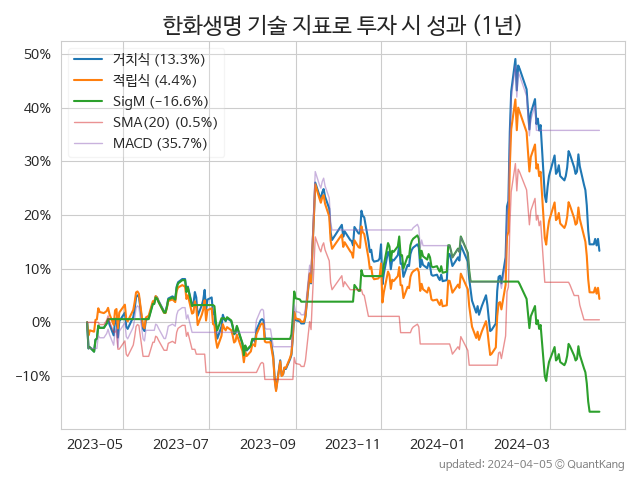 한화생명 기술 지표로 투자 시 성과 (1년)
거치식 (13.3%)
적립식 (4.4%)
SigM (−16.6%)
SMA(20) (0.5%)
MACD (35.7%)
50%
40%
30%
20%
10%
0%
−10%
2023-05 2023-07 2023-09 2023-11 2024-01 2024-03
updated: 2024-04-05 © QuantKang